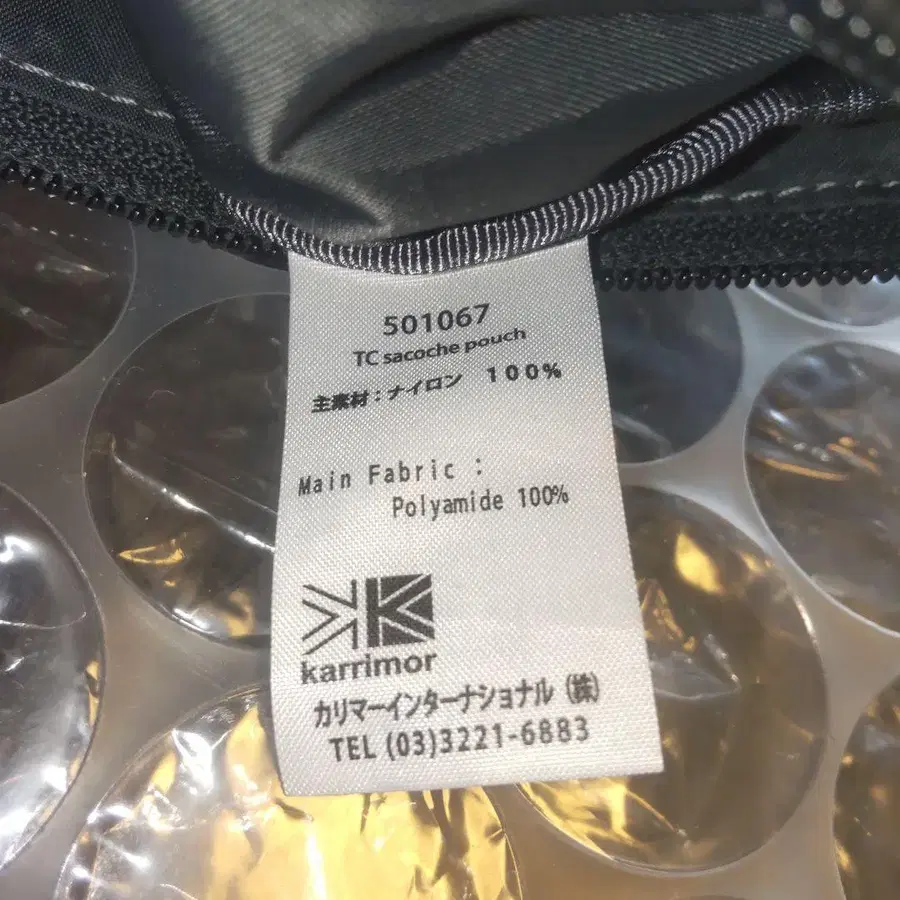 501067
TC sacoche pouch
主素材：ナイロン 100%
Main Fabric :
Polyamide 100%
karrimor
カリマーインターナショナル（株）
TEL (03)3221-6883